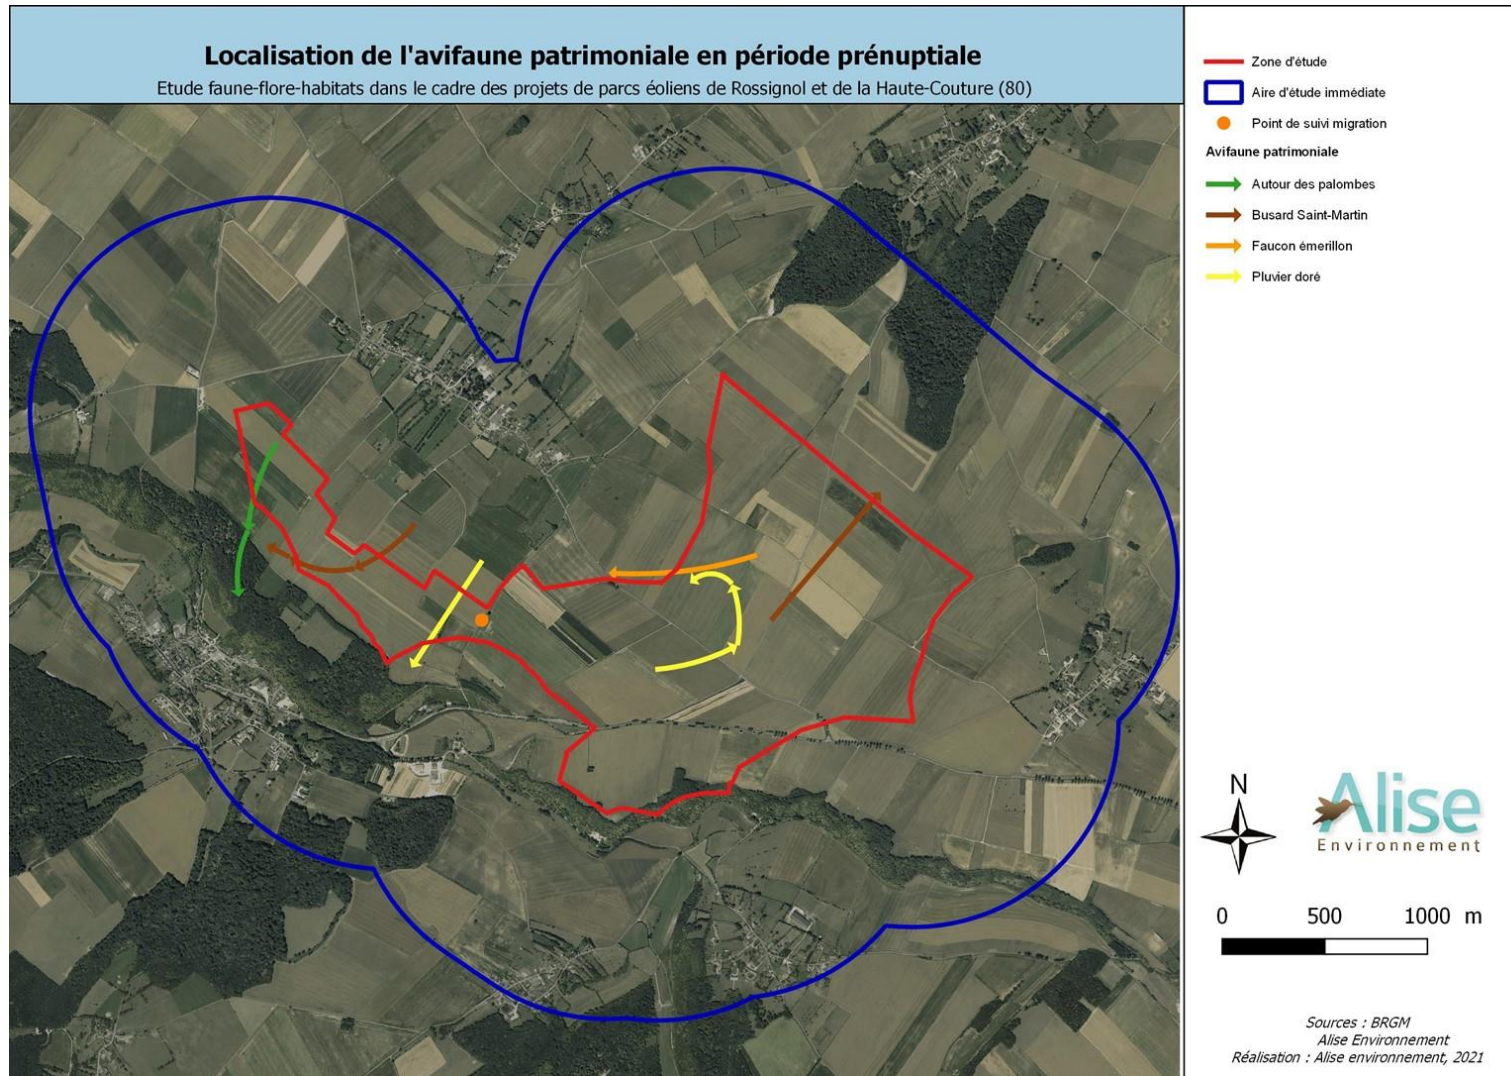 Localisation de l'avifaune patrimoniale en période prénuptiale
Etude faune-flore-habitats dans le cadre des projets de parcs éoliens de Rossignol et de la Haute-Couture (80)
Zone d'étude
Aire d'étude immédiate
Point de suivi migration
Avifaune patrimoniale
Autour des palombes
Busard Saint-Martin
Faucon émerillon
Pluvier doré
N
Alise
Environnement
0 500 1000 m
Sources : BRGM
Alise Environnement
Réalisation : Alise environnement, 2021